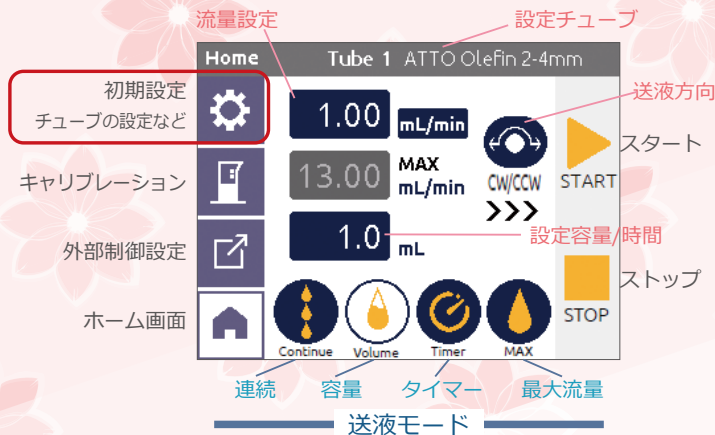 流量設定
設定チューブ
Home
Tube 1 ATTO Olefin 2-4mm
初期設定
チューブの設定など
1.00 mL/min
送液方向
スタート
キャリブレーション
13.00 MAX mL/min
CW/CCW
START
>>>
外部制御設定
1.0 mL
設定容量/時間
ストップ
ホーム画面
STOP
Continue Volume Timer MAX
連続 容量 タイマー 最大流量
送液モード